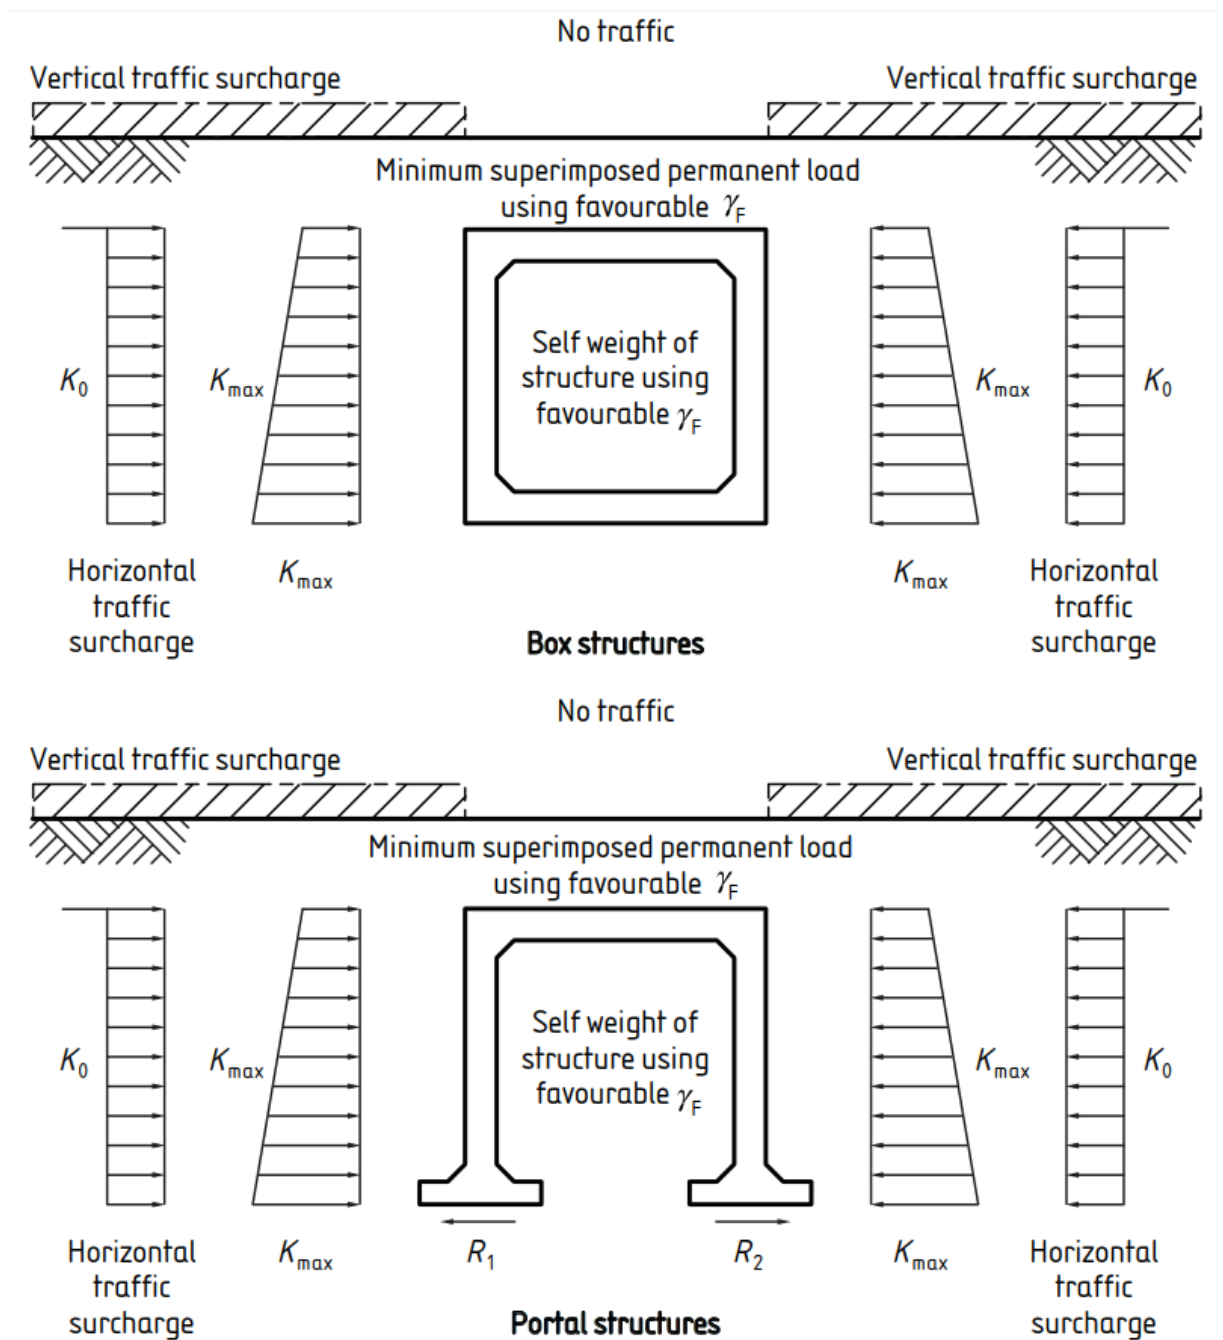 No traffic
Vertical traffic surcharge
Vertical traffic surcharge
Minimum superimposed permanent load
using favourable γF
K0
Kmax
Self weight of
structure using
favourable γF
Kmax
K0
Horizontal
traffic
surcharge
Kmax
Kmax
Horizontal
traffic
surcharge
Box structures
No traffic
Vertical traffic surcharge
Vertical traffic surcharge
Minimum superimposed permanent load
using favourable γF
K0
Kmax
Self weight of
structure using
favourable γF
Kmax
K0
Horizontal
traffic
surcharge
Kmax
R1
R2
Kmax
Horizontal
traffic
surcharge
Portal structures